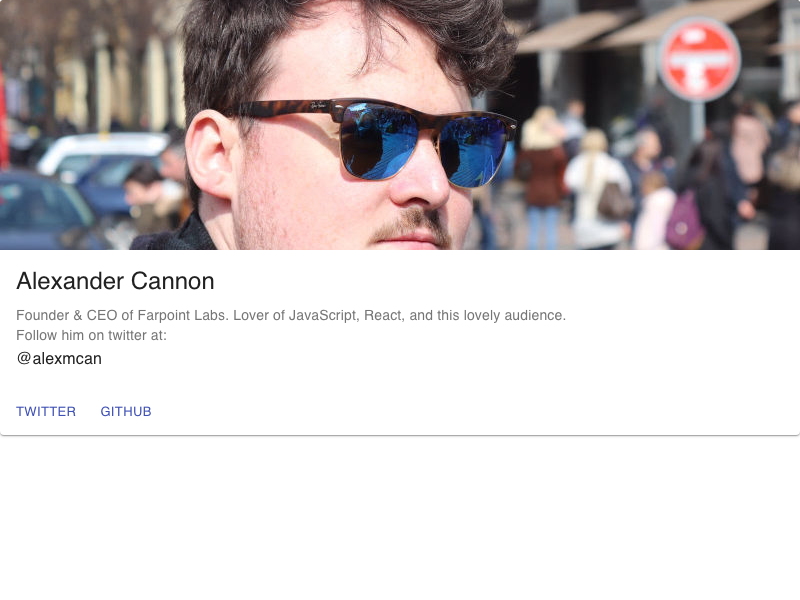 Alexander Cannon
Founder & CEO of Farpoint Labs. Lover of JavaScript, React, and this lovely audience.
Follow him on twitter at:
@alexmcan
TWITTER GITHUB